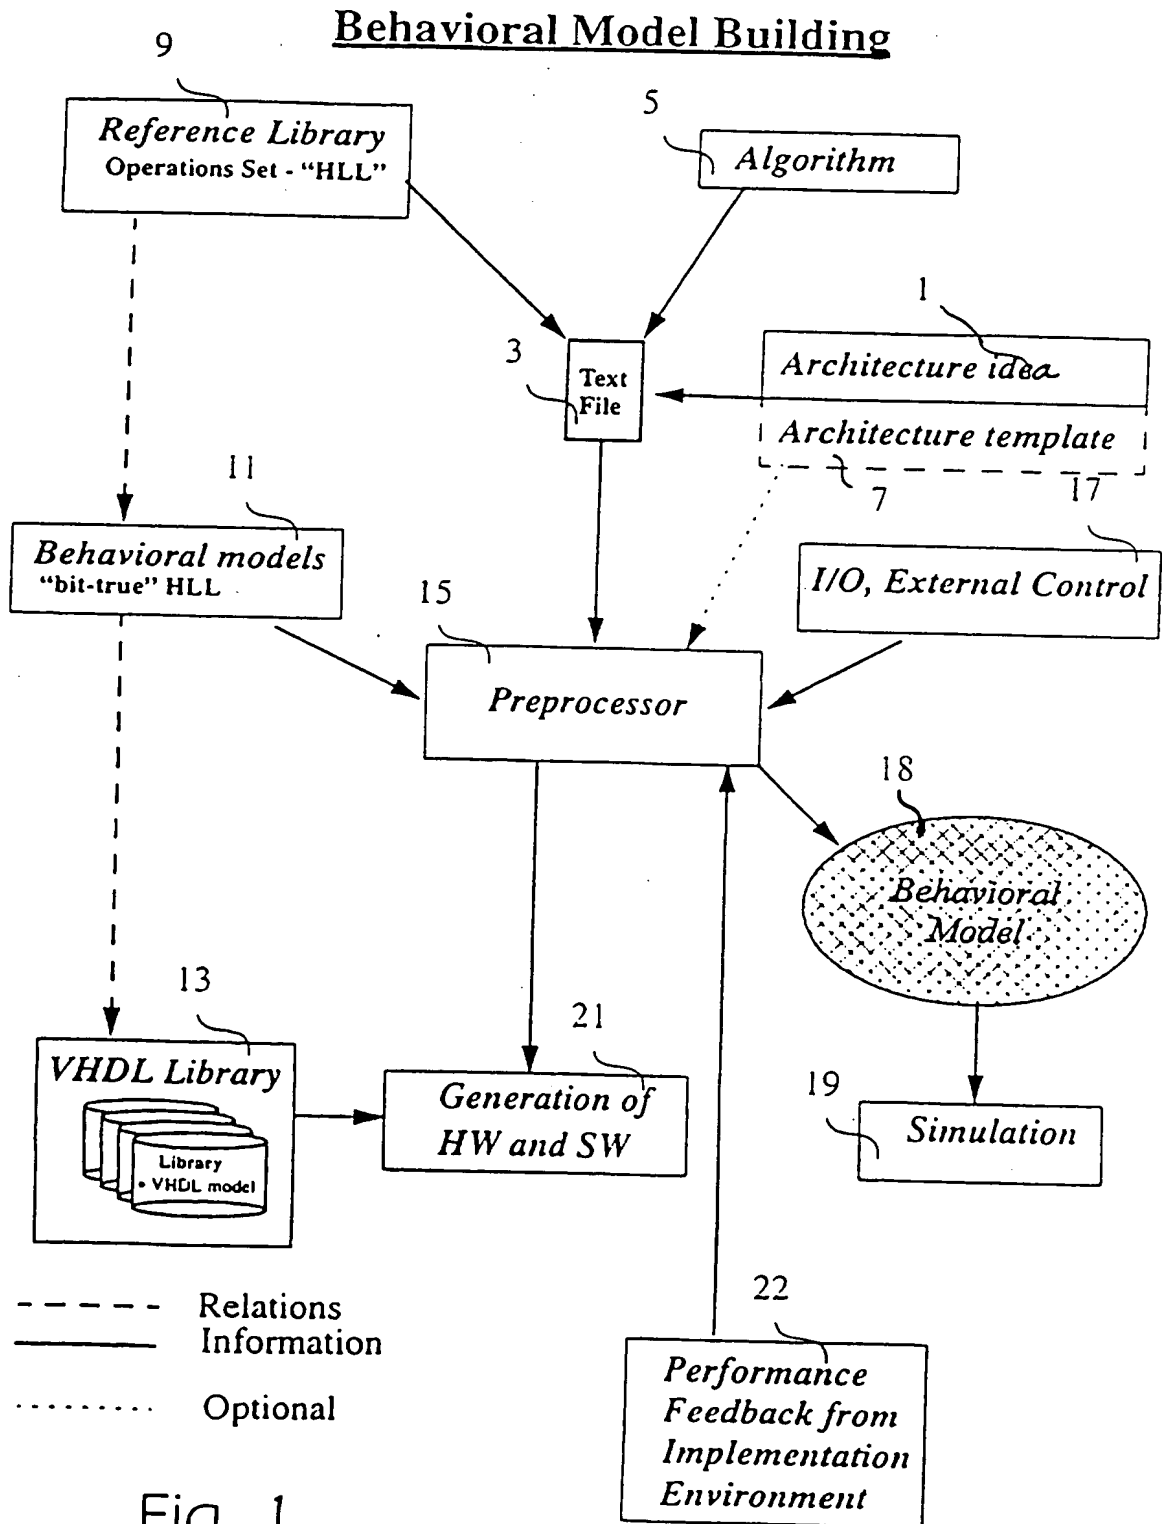 Behavioral Model Building
9
Reference Library
Operations Set - "HLL"
5
Algorithm
1
Architecture idea
3
Text
File
Architecture template
7
17
11
Behavioral models
"bit-true" HLL
I/O, External Control
15
Preprocessor
18
Behavioral
Model
13
VHDL Library
Library
• VHDL model
21
Generation of
HW and SW
19
Simulation
Relations
Information
Optional
22
Performance
Feedback from
Implementation
Environment
Fig. 1